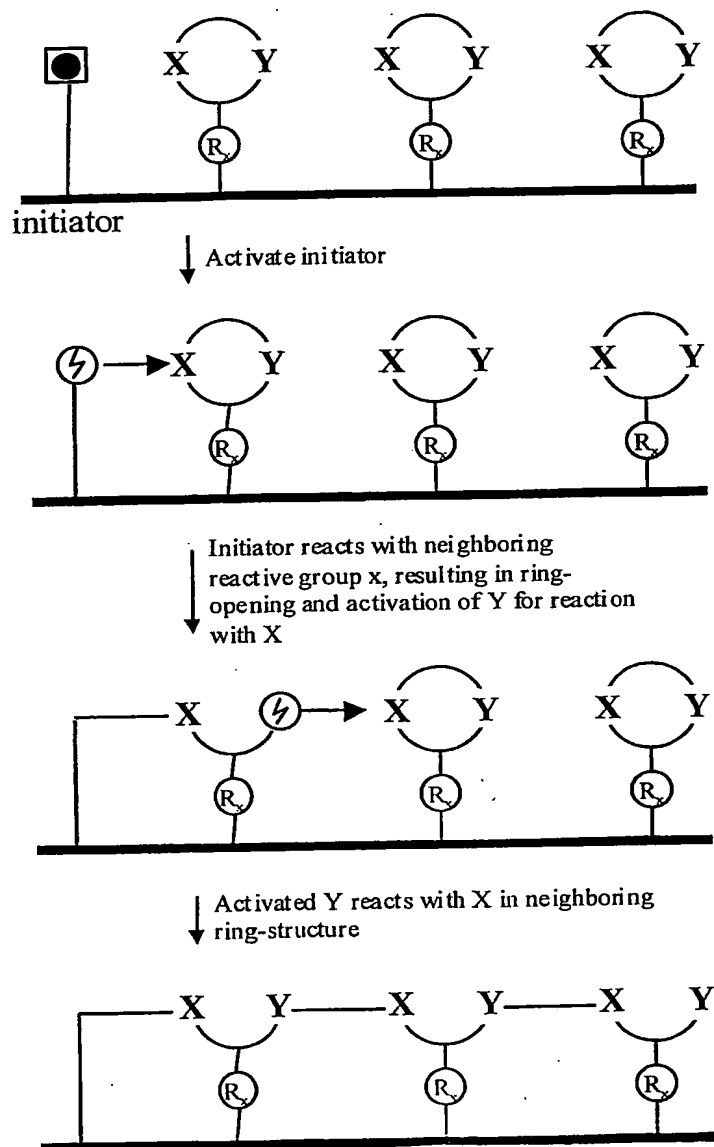 X Y X Y X Y
Rx Rx Rx
initiator
Activate initiator
X Y X Y X Y
Rx Rx Rx
Initiator reacts with neighboring
reactive group x, resulting in ring-
opening and activation of Y for reaction
with X
X X Y X Y
Rx Rx Rx
Activated Y reacts with X in neighboring
ring-structure
X Y X Y X Y
Rx Rx Rx